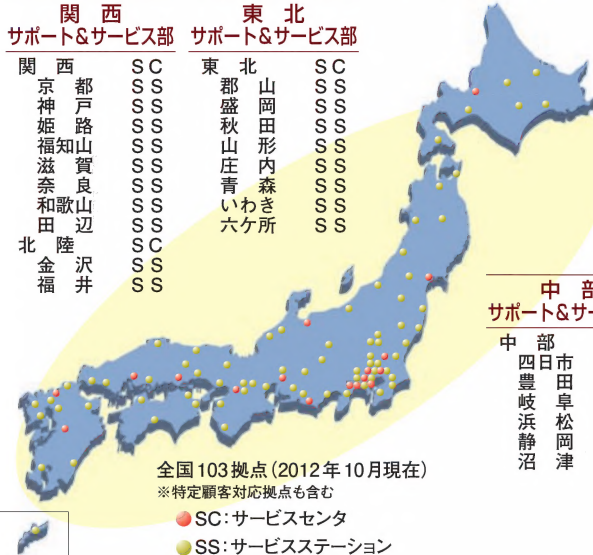 関西
サポート&サービス部
関西 SC
京都 SS
神戸 SS
姫路 SS
福知山 SS
滋賀 SS
奈良 SS
和歌山 SS
田辺 SS
北陸 SC
金沢 SS
福井 SS
東北
サポート&サービス部
東北 SC
郡山 SS
盛岡 SS
秋田 SS
山形 SS
庄内 SS
青森 SS
いわき SS
六ケ所 SS
中部
サポート&サー
中部
四日市
豊田
岐阜
浜松
静岡
沼津
全国103拠点(2012年10月現在)
※特定顧客対応拠点も含む
SC:サービスセンタ
SS:サービスステーション